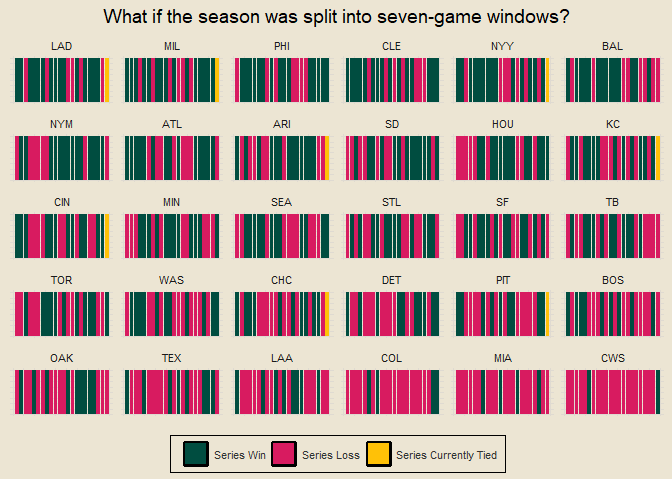 What if the season was split into seven-game windows?
LAD MIL PHI CLE NYY BAL
NYM ATL ARI SD HOU KC
CIN MIN SEA STL SF TB
TOR WAS CHC DET PIT BOS
OAK TEX LAA COL MIA CWS
Series Win Series Loss Series Currently Tied